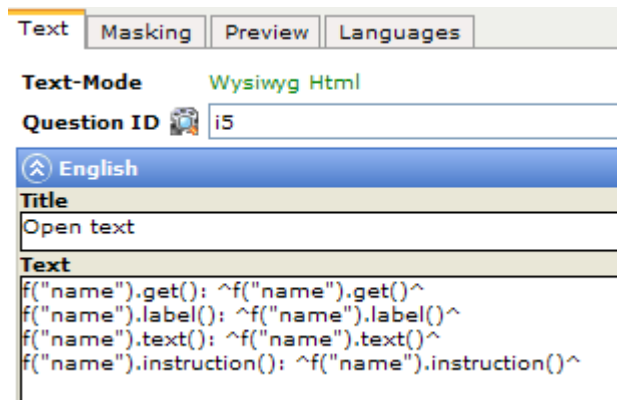 Text Masking Preview Languages
Text-Mode Wysiwyg Html
Question ID i5
English
Title
Open text
Text
f("name").get(): ^f("name").get()^
f("name").label(): ^f("name").label()^
f("name").text(): ^f("name").text()^
f("name").instruction(): ^f("name").instruction()^